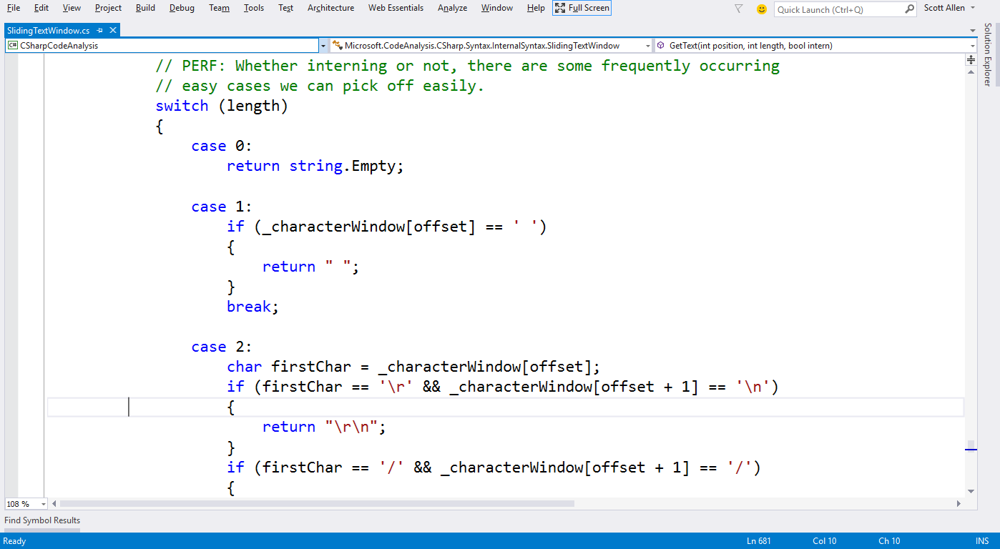 File Edit View Project Build Debug Team Tools Test Architecture Web Essentials Analyze Window Help Full Screen Quick Launch (Ctrl+Q) Scott Allen
SlidingTextWindow.cs
C# CSharpCodeAnalysis Microsoft.CodeAnalysis.CSharp.Syntax.InternalSyntax.SlidingTextWindow GetText(int position, int length, bool intern)
Solution Explorer
// PERF: Whether interning or not, there are some frequently occurring
// easy cases we can pick off easily.
switch (length)
{
case 0:
return string.Empty;
case 1:
if (_characterWindow[offset] == ' ')
{
return " ";
}
break;
case 2:
char firstChar = _characterWindow[offset];
if (firstChar == '\r' && _characterWindow[offset + 1] == '\n')
{
return "\r\n";
}
if (firstChar == '/' && _characterWindow[offset + 1] == '/')
{
108 %
Find Symbol Results
Ready Ln 681 Col 10 Ch 10 INS